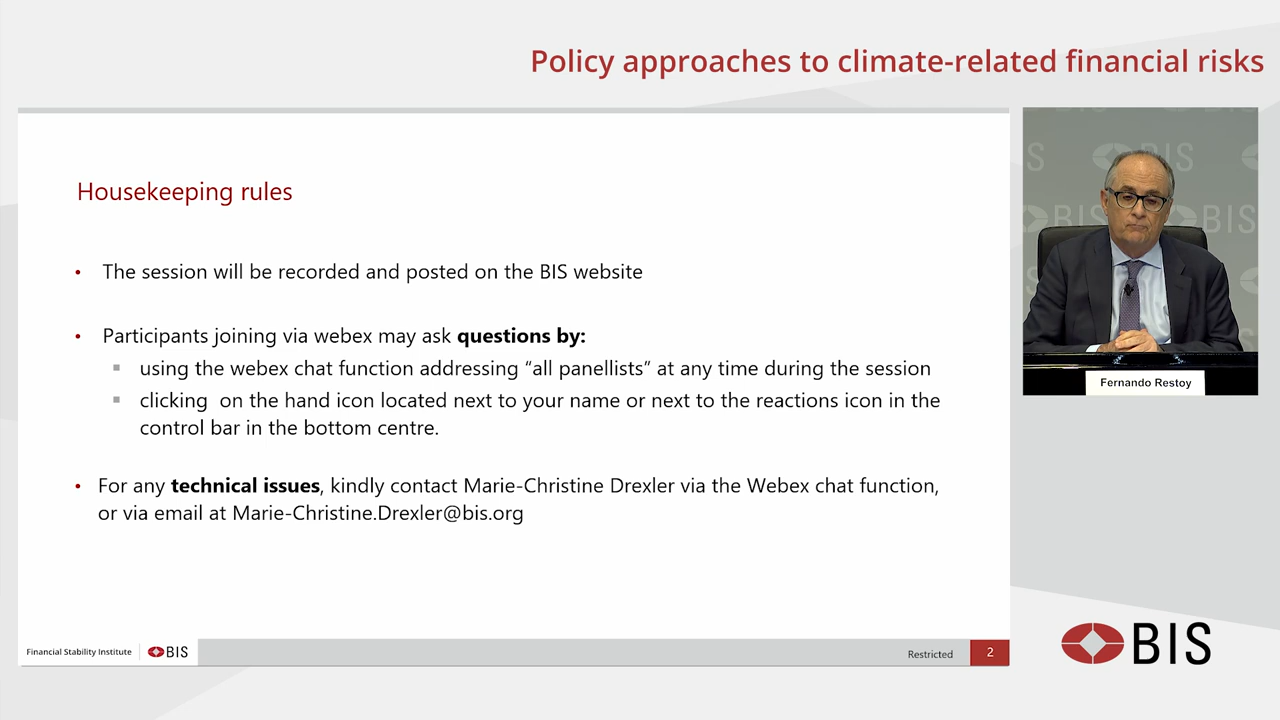 Policy approaches to climate-related financial risks
Housekeeping rules
• The session will be recorded and posted on the BIS website
• Participants joining via webex may ask questions by:
▪ using the webex chat function addressing “all panellists” at any time during the session
▪ clicking on the hand icon located next to your name or next to the reactions icon in the
control bar in the bottom centre.
• For any technical issues, kindly contact Marie-Christine Drexler via the Webex chat function,
or via email at Marie-Christine.Drexler@bis.org
Financial Stability Institute
BIS
Restricted
2
IS
BIS
BIS
BIS
Fernando Restoy
BIS